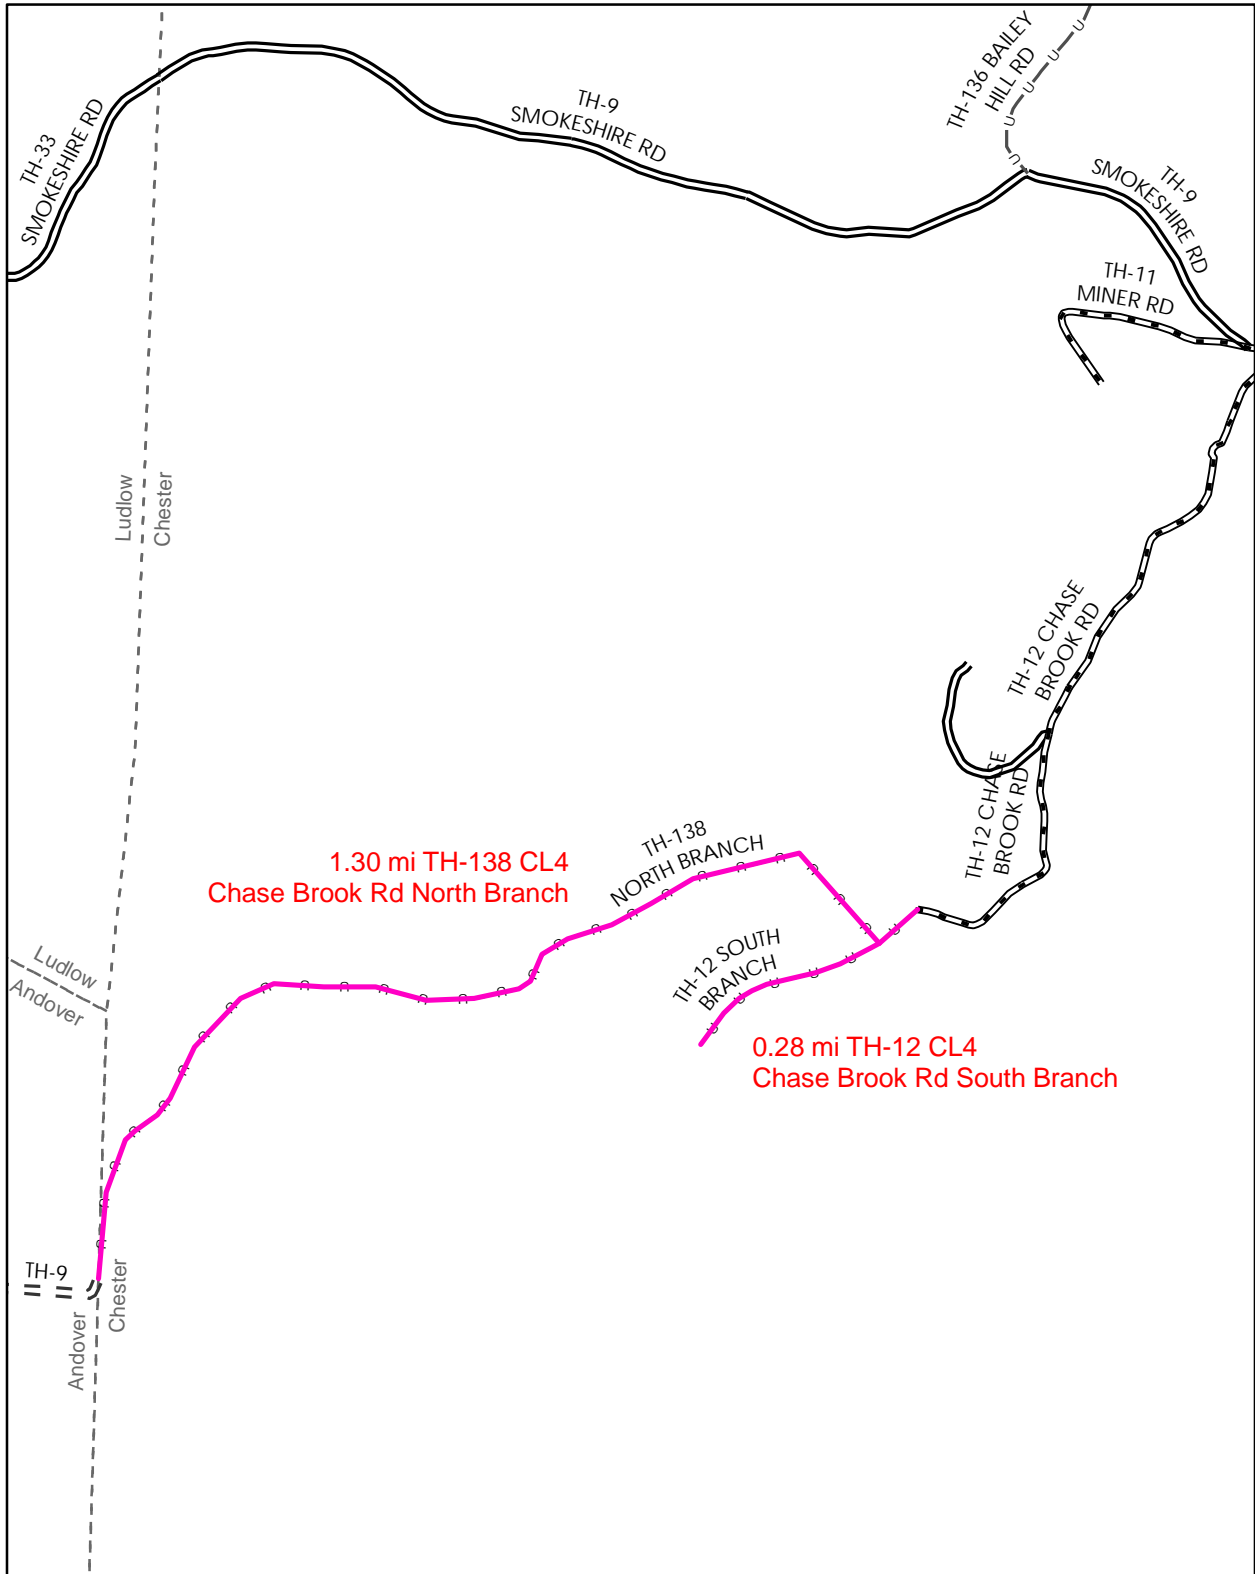 TH-136 BAILEY
HILL RD
TH-9
SMOKESHIRE RD
TH-33
SMOKESHIRE RD
TH-9
SMOKESHIRE RD
TH-11
MINER RD
Ludlow
Chester
TH-12 CHASE
BROOK RD
TH-12 CHASE
BROOK RD
TH-138
NORTH BRANCH
1.30 mi TH-138 CL4
Chase Brook Rd North Branch
TH-12 SOUTH
BRANCH
Ludlow
Andover
0.28 mi TH-12 CL4
Chase Brook Rd South Branch
TH-9
Andover
Chester